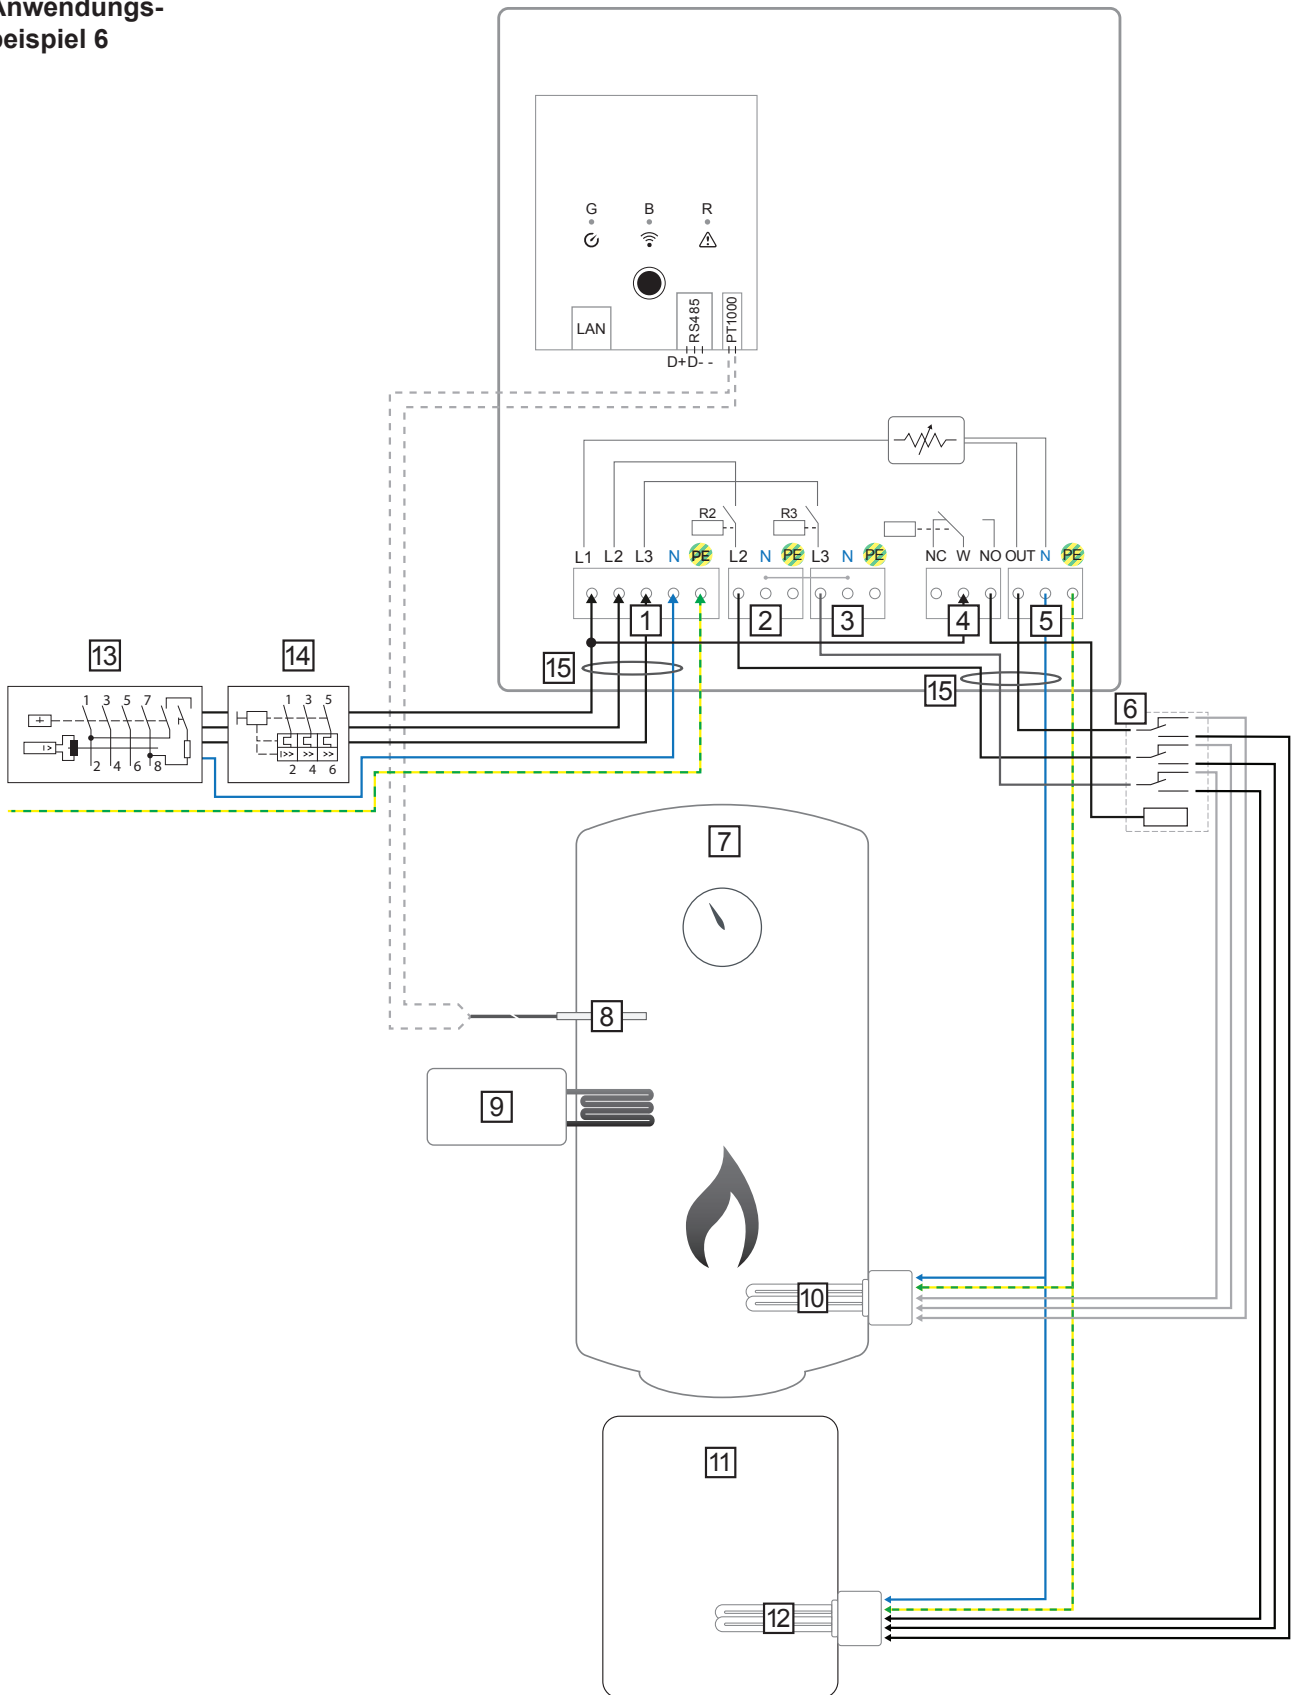 Anwendungs-
beispiel 6
G B R
LAN
RS485
PT1000
D+D- -
R2 R3
L1 L2 L3 N PE L2 N PE L3 N PE NC W NO OUT N PE
1 2 3 4 5
13 14 15
15
6
1 3 5 7
2 4 6 8
I>
1 3 5
I>> >> >>
2 4 6
7
8
9
10
11
12